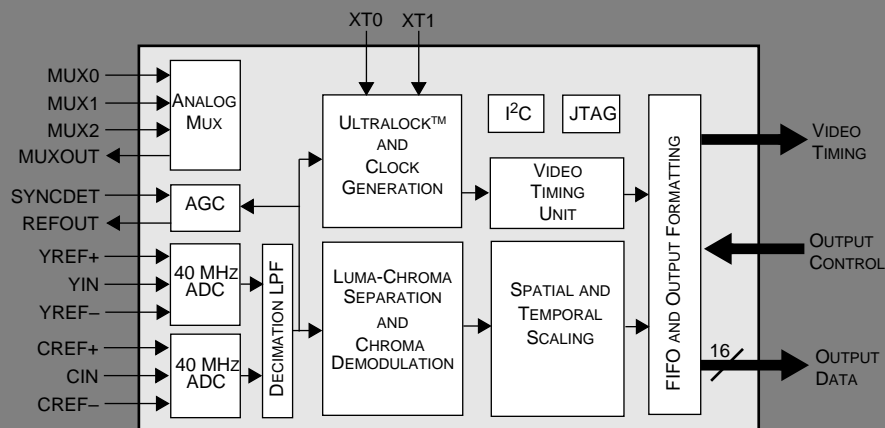 XT0 XT1
MUX0
MUX1
MUX2
MUXOUT
ANALOG
MUX
SYNCDET
REFOUT
AGC
YREF+
YIN
YREF–
40 MHz
ADC
CREF+
CIN
CREF–
40 MHz
ADC
DECIMATION LPF
ULTRALOCK™
AND
CLOCK
GENERATION
I²C
JTAG
VIDEO
TIMING
UNIT
LUMA-CHROMA
SEPARATION
AND
CHROMA
DEMODULATION
SPATIAL AND
TEMPORAL
SCALING
FIFO AND OUTPUT FORMATTING
VIDEO
TIMING
OUTPUT
CONTROL
16
OUTPUT
DATA